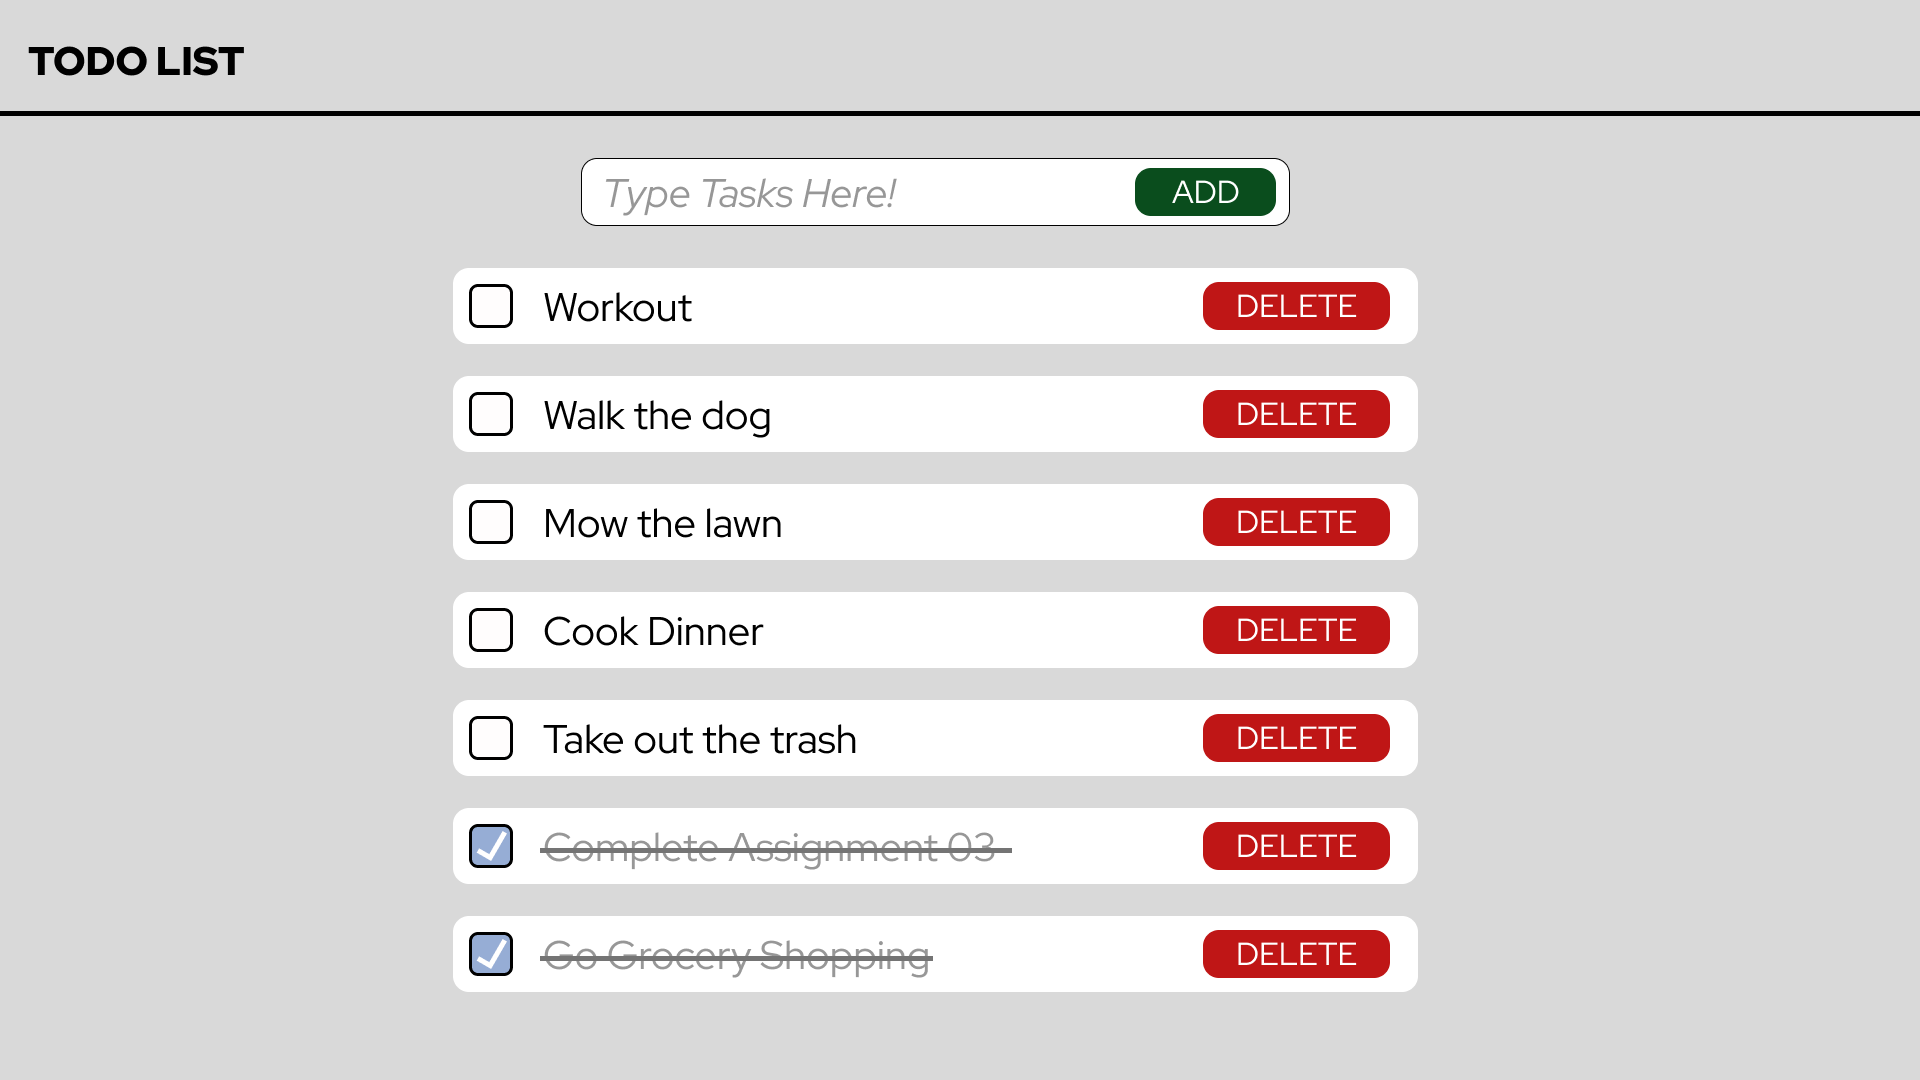 TODO LIST
Type Tasks Here!
ADD
Workout
DELETE
Walk the dog
DELETE
Mow the lawn
DELETE
Cook Dinner
DELETE
Take out the trash
DELETE
Complete Assignment 03
DELETE
Go Grocery Shopping
DELETE